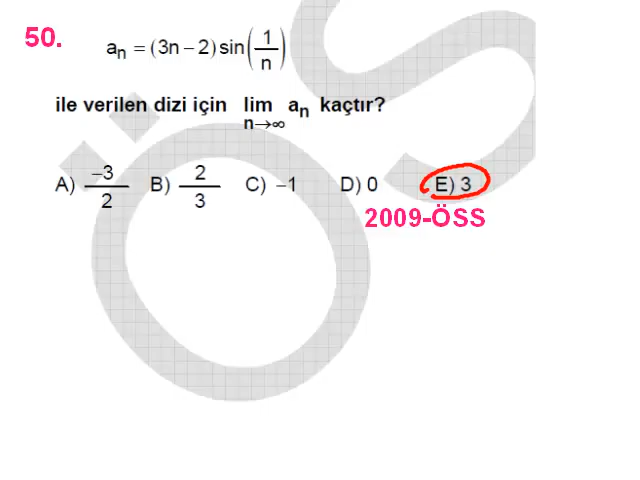 50.
aₙ = (3n − 2) sin(1/n)
ile verilen dizi için lim n→∞ aₙ kaçtır?
A) −3/2 B) 2/3 C) −1 D) 0 E) 3
2009-ÖSS
ÖS